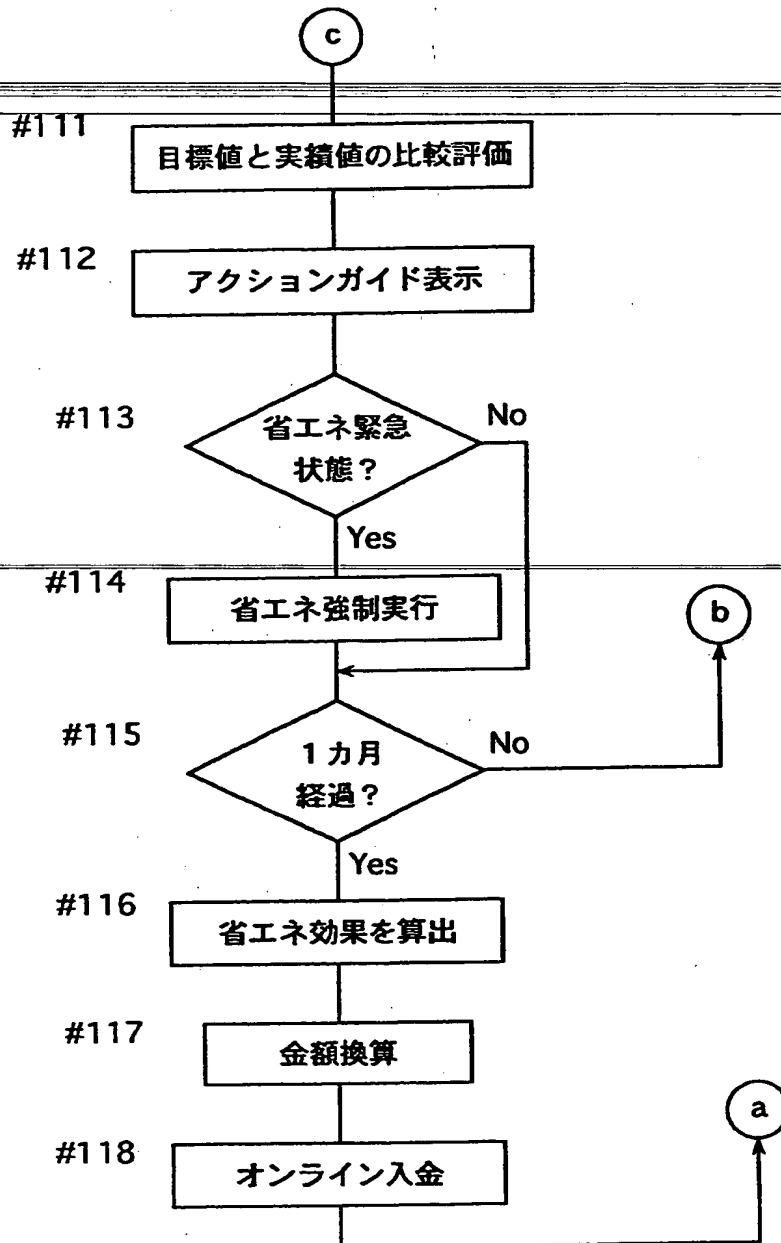 c
#111
目標値と実績値の比較評価
#112
アクションガイド表示
#113
省エネ緊急
状態？
No
Yes
#114
省エネ強制実行
b
#115
1カ月
経過？
No
Yes
#116
省エネ効果を算出
#117
金額換算
a
#118
オンライン入金